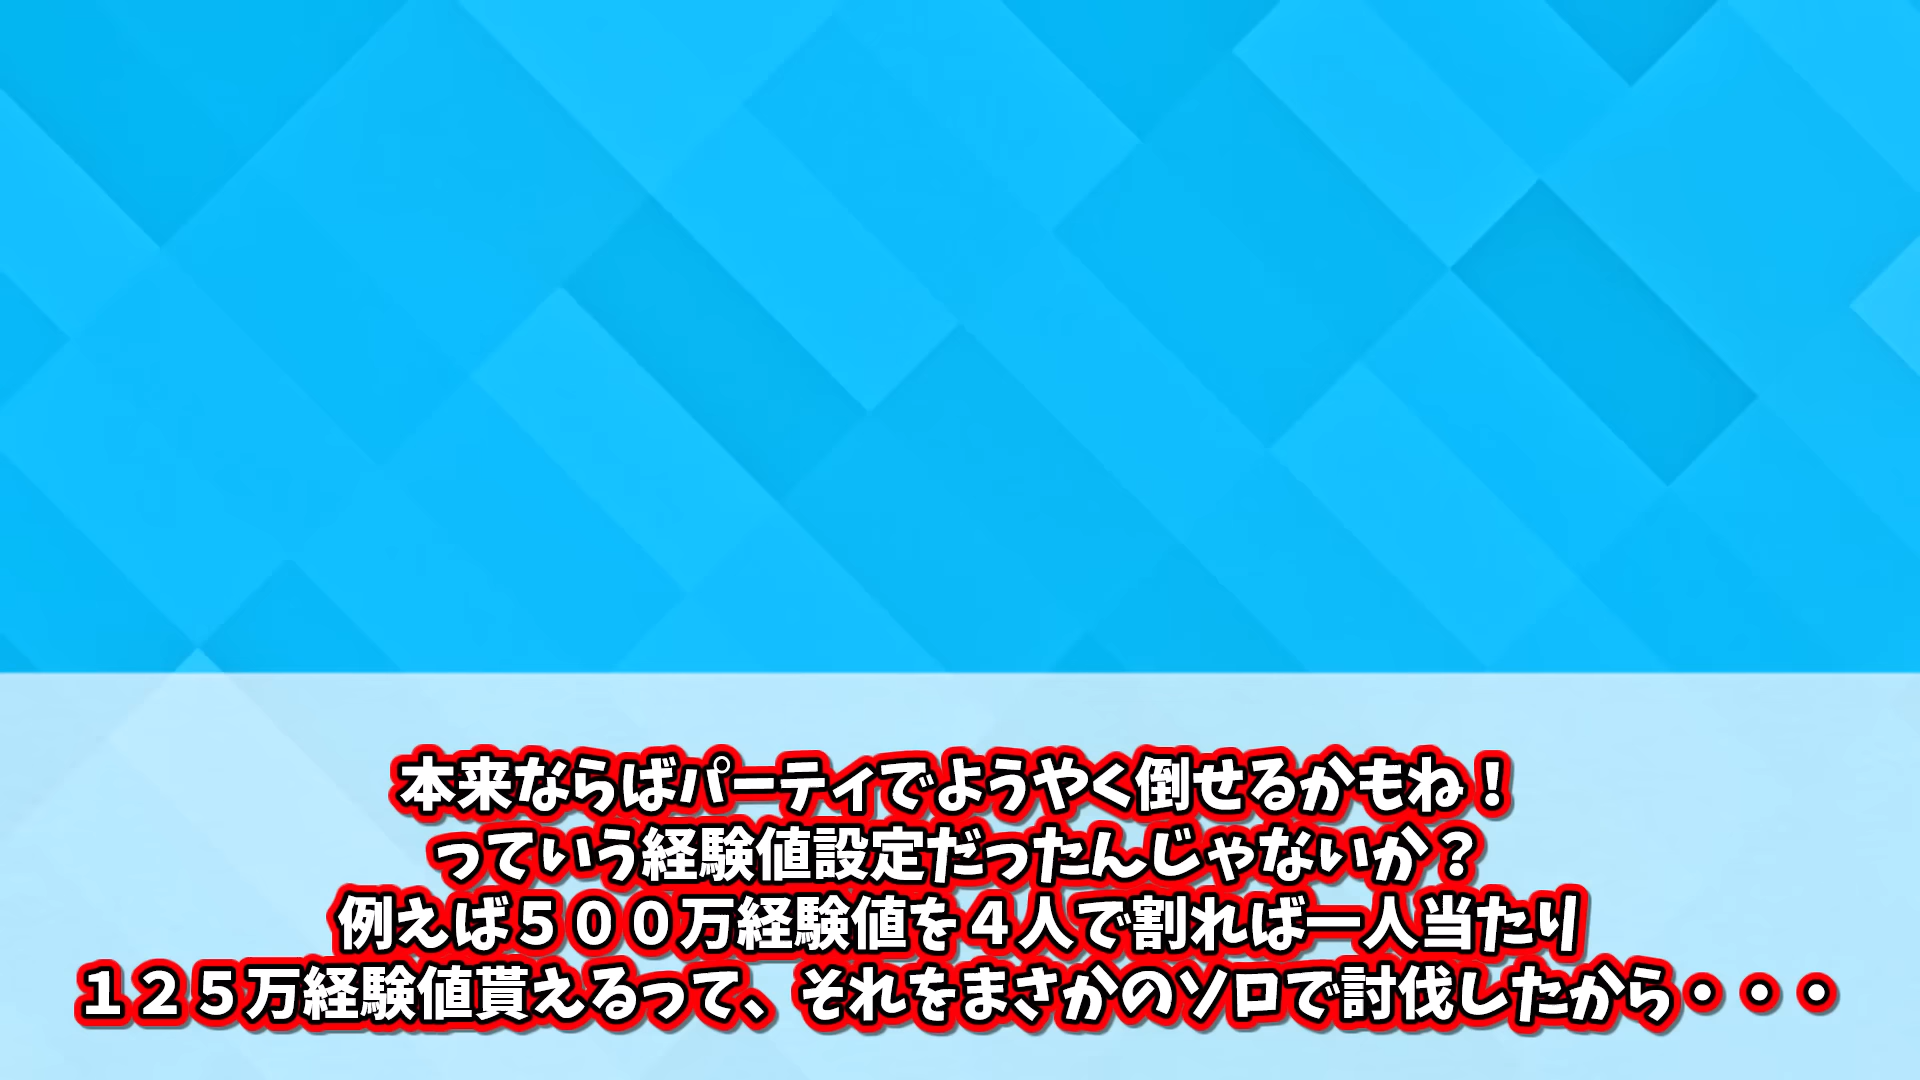 本来ならばパーティでようやく倒せるかもね！
っていう経験値設定だったんじゃないか？
例えば５００万経験値を４人で割れば一人当たり
１２５万経験値貰えるって、それをまさかのソロで討伐したから・・・